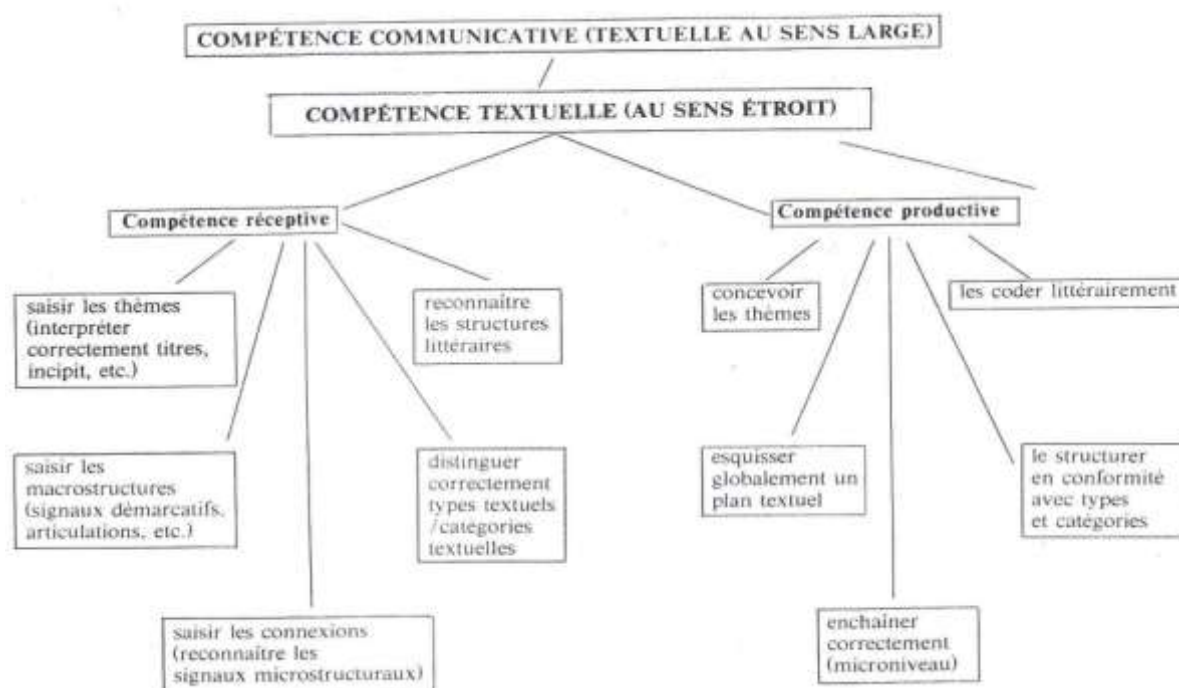 COMPÉTENCE COMMUNICATIVE (TEXTUELLE AU SENS LARGE)
COMPÉTENCE TEXTUELLE (AU SENS ÉTROIT)
Compétence réceptive
Compétence productive
saisir les thèmes
(interpréter
correctement titres,
incipit, etc.)
reconnaître
les structures
littéraires
concevoir
les thèmes
les coder littérairement
saisir les
macrostructures
(signaux démarcatifs,
articulations, etc.)
distinguer
correctement
types textuels
/catégories
textuelles
esquisser
globalement un
plan textuel
le structurer
en conformité
avec types
et catégories
saisir les connexions
(reconnaître les
signaux microstructuraux)
enchaîner
correctement
(microniveau)